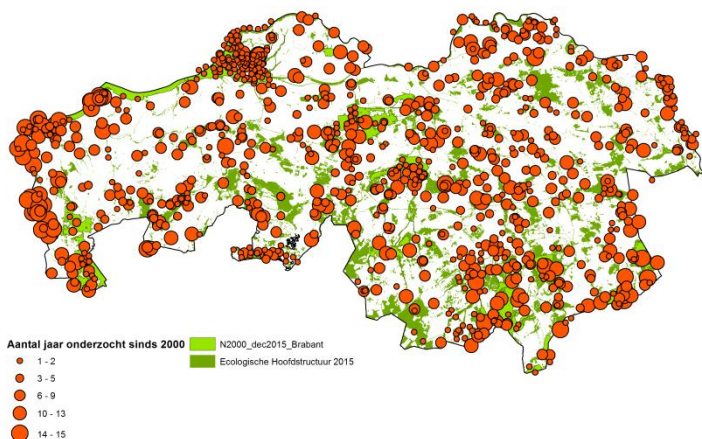 Aantal jaar onderzocht sinds 2000
1 - 2
3 - 5
6 - 9
10 - 13
14 - 15
N2000_dec2015_Brabant
Ecologische Hoofdstructuur 2015